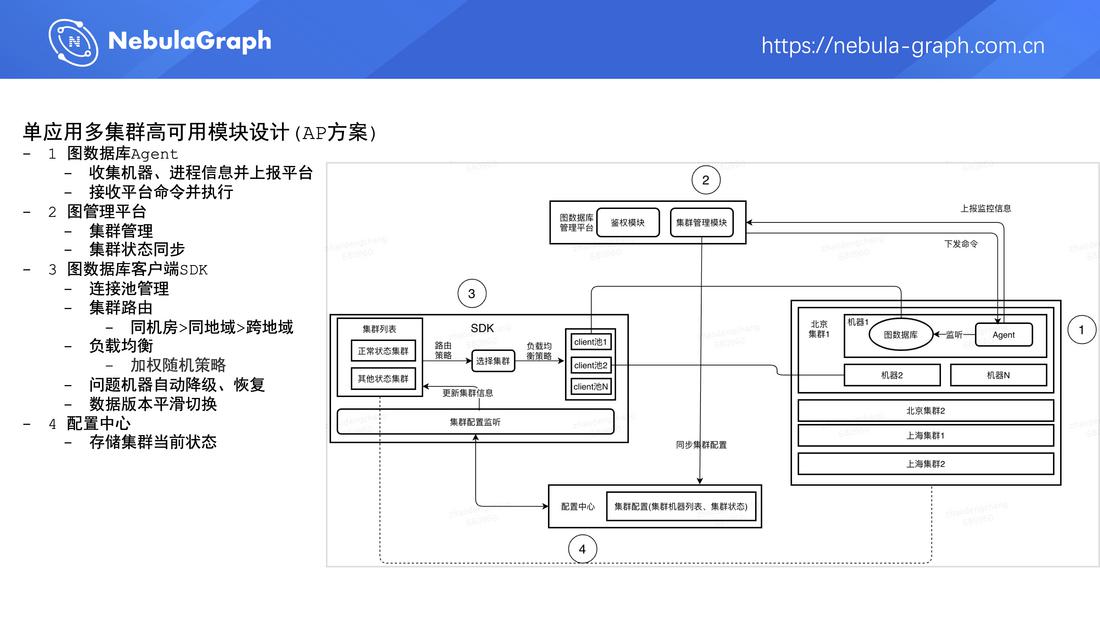 NebulaGraph
https://nebula-graph.com.cn
单应用多集群高可用模块设计(AP方案)
- 1 图数据库Agent
- 收集机器、进程信息并上报平台
- 接收平台命令并执行
- 2 图管理平台
- 集群管理
- 集群状态同步
- 3 图数据库客户端SDK
- 连接池管理
- 集群路由
- 同机房>同地域>跨地域
- 负载均衡
- 加权随机策略
- 问题机器自动降级、恢复
- 数据版本平滑切换
- 4 配置中心
- 存储集群当前状态
2
图数据库
管理平台
鉴权模块
集群管理模块
上报监控信息
下发命令
3
集群列表
SDK
正常状态集群
其他状态集群
路由
策略
选择集群
负载均
衡策略
client池1
client池2
client池N
更新集群信息
集群配置监听
1
北京
集群1
机器1
图数据库
监听
Agent
机器2
机器N
北京集群2
上海集群1
上海集群2
同步集群配置
配置中心
集群配置(集群机器列表、集群状态)
4